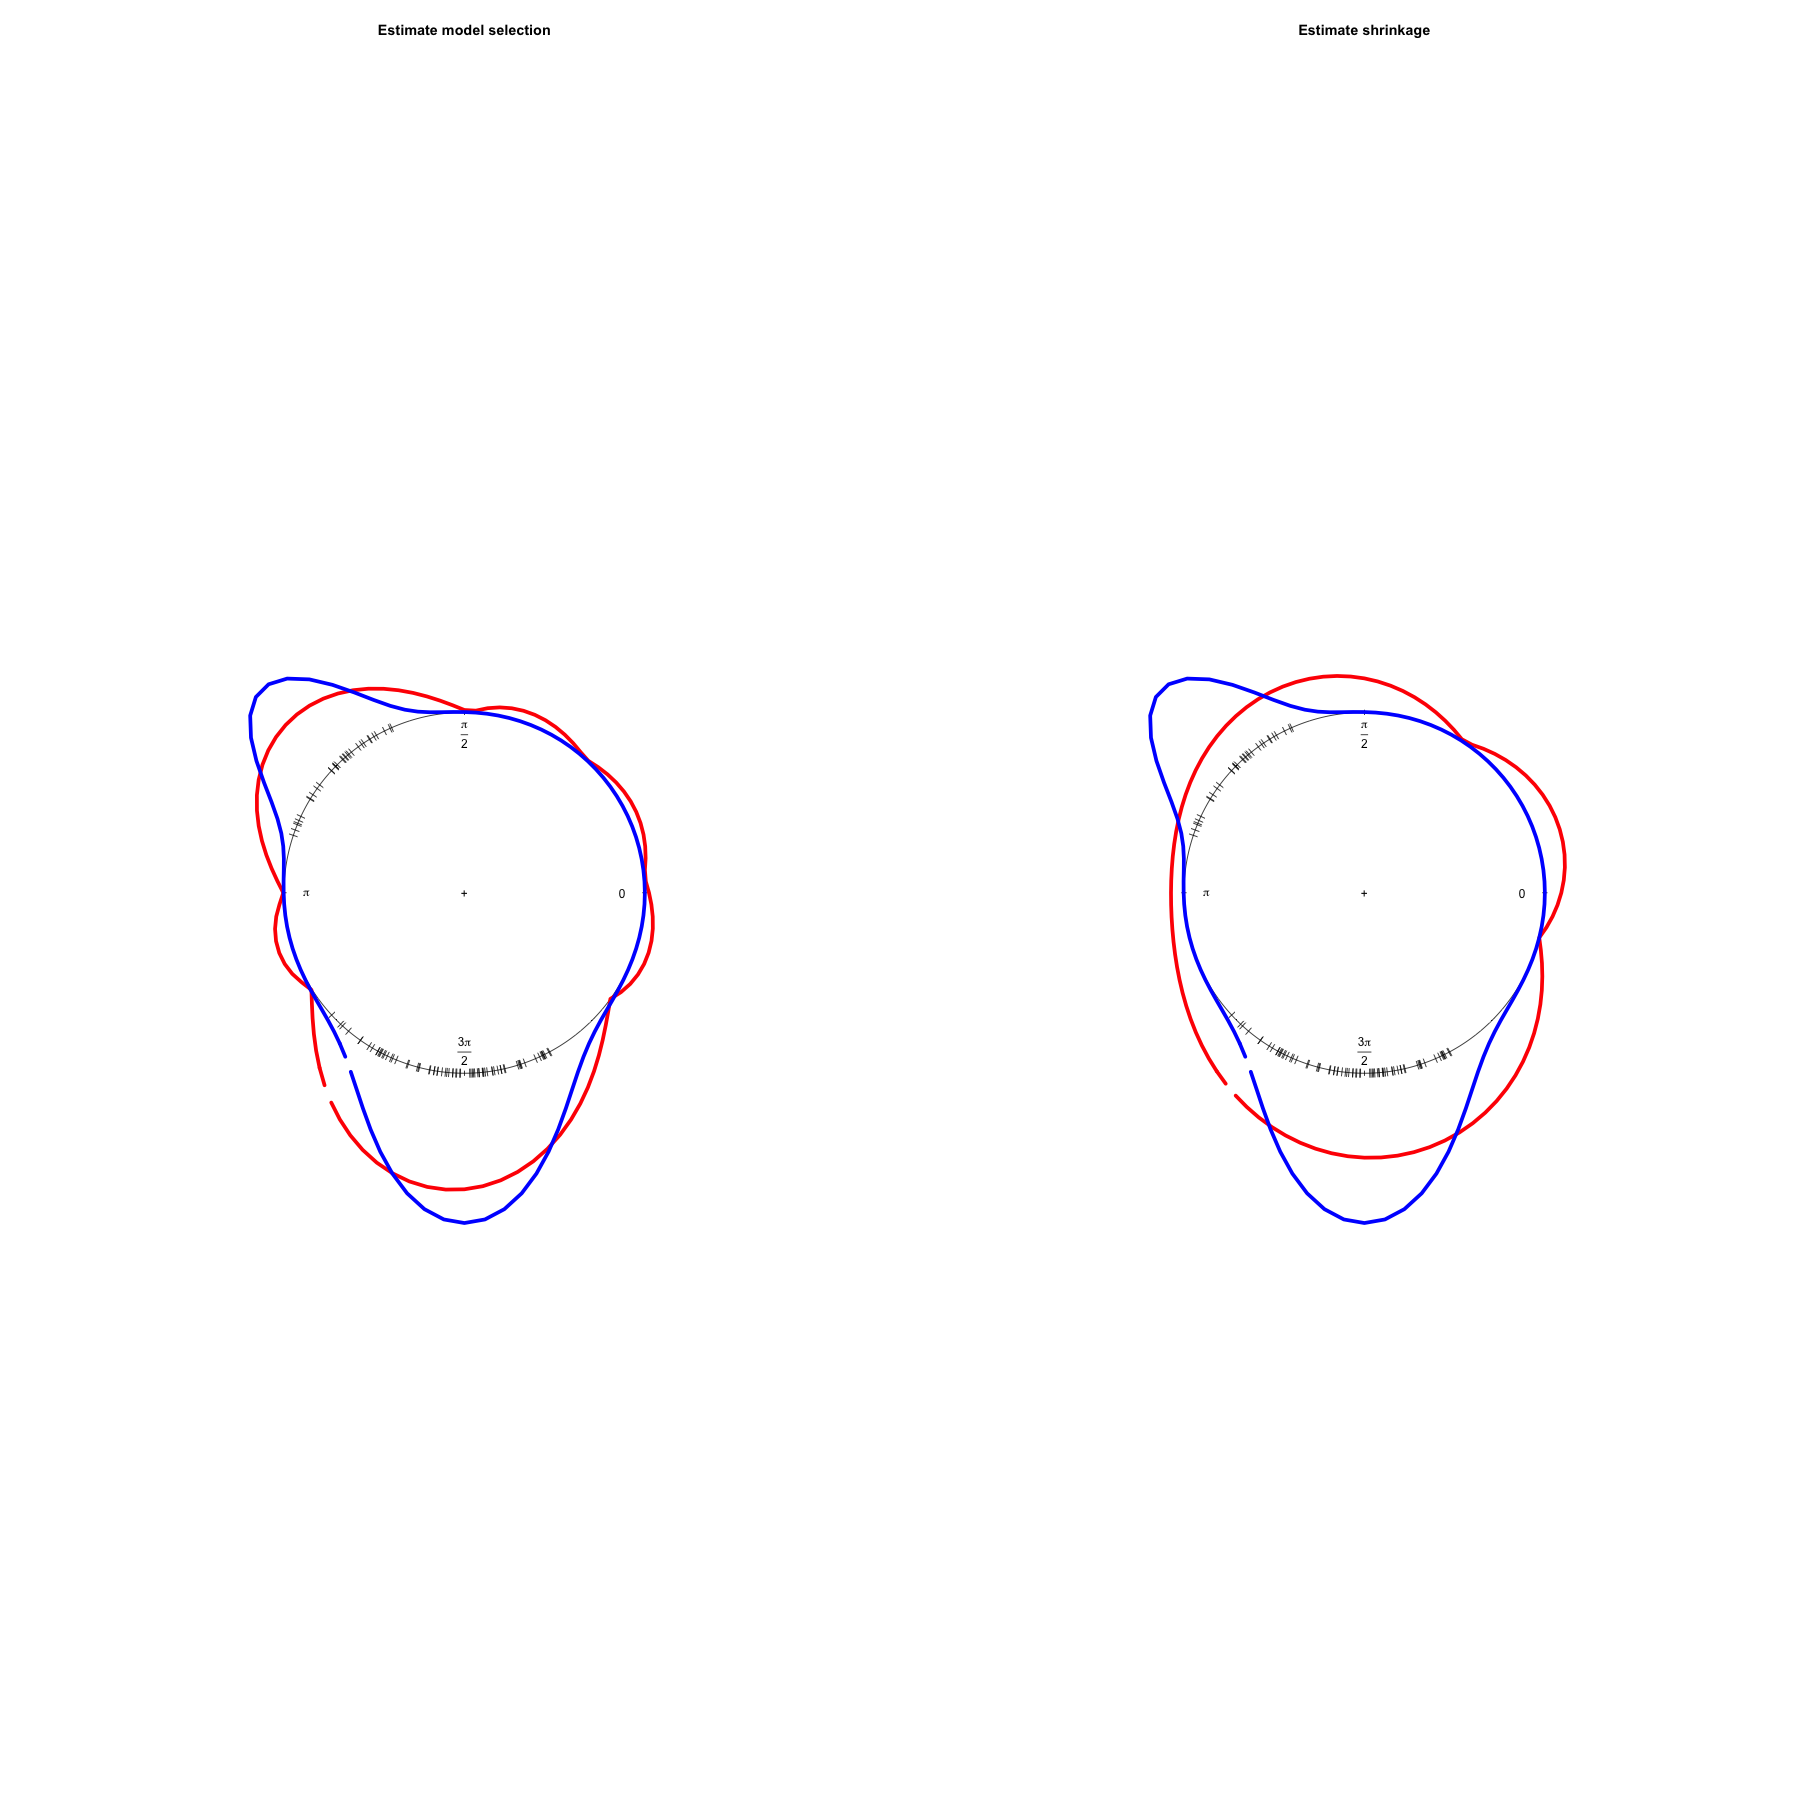 Estimate model selection
Estimate shrinkage
π
2
π
2
π
+
0
π
+
0
3π
2
3π
2